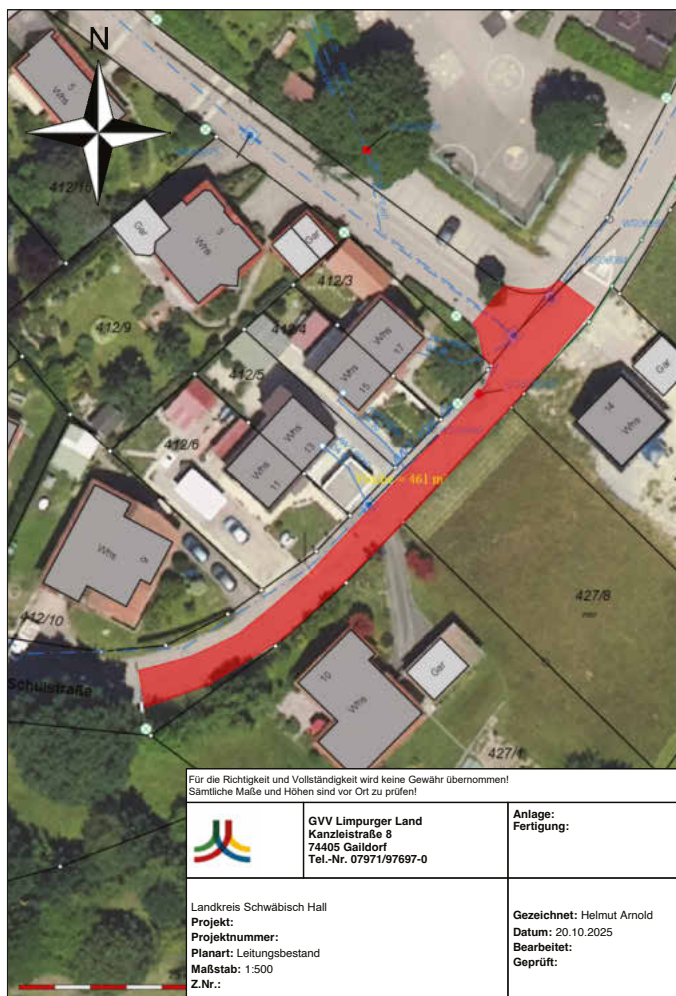 N
5
Whs
412/10
Gar
3
Whs
Gar
412/3
412/9
412/4
17
412/5
Whs
15
Gar
14
Whs
412/6
Whs
13
Whs
11
= 461 m
Whs
9
427/8
412/10
Schulstraße
10
Whs
Gar
427/1
Für die Richtigkeit und Vollständigkeit wird keine Gewähr übernommen!
Sämtliche Maße und Höhen sind vor Ort zu prüfen!
GVV Limpurger Land
Kanzleistraße 8
74405 Gaildorf
Tel.-Nr. 07971/97697-0
Anlage:
Fertigung:
Landkreis Schwäbisch Hall
Projekt:
Projektnummer:
Planart: Leitungsbestand
Maßstab: 1:500
Z.Nr.:
Gezeichnet: Helmut Arnold
Datum: 20.10.2025
Bearbeitet:
Geprüft: